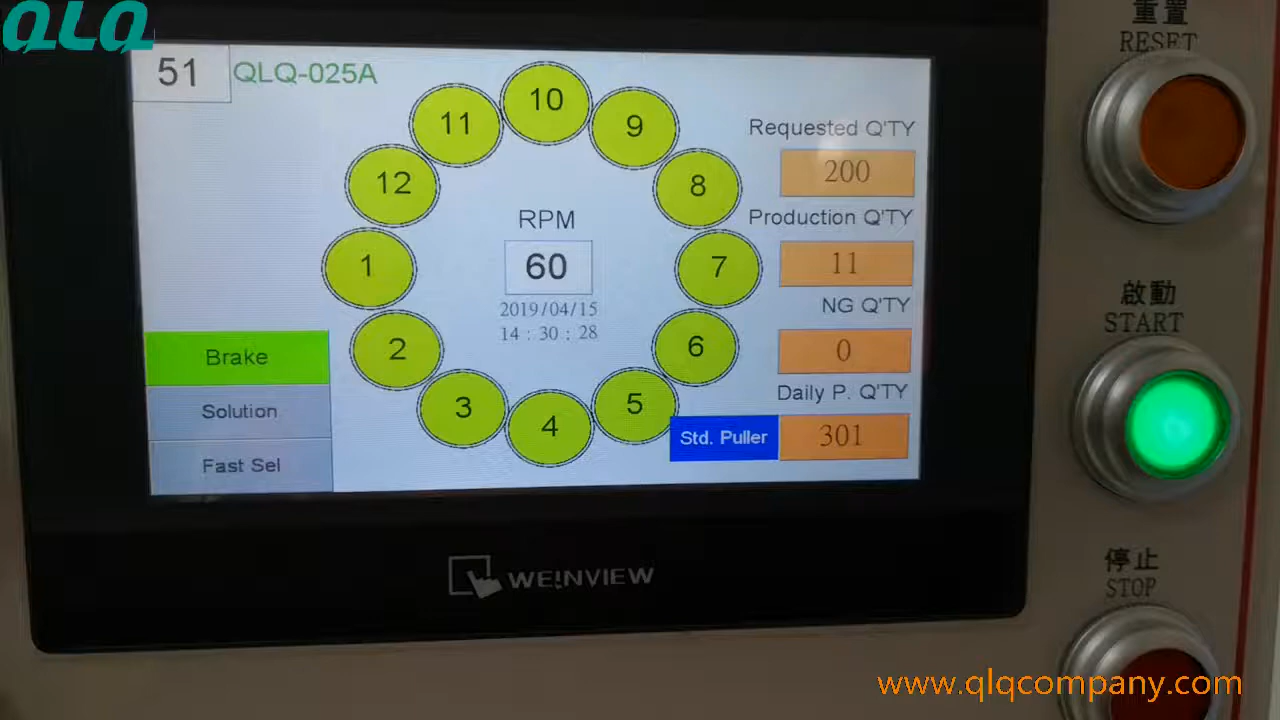 QLQ
51
QLQ-025A
10
11
9
12
8
1
7
2
6
3
5
4
RPM
60
2019/04/15
14 : 30 : 28
Requested Q'TY
200
Production Q'TY
11
NG Q'TY
0
Daily P. Q'TY
Std. Puller
301
Brake
Solution
Fast Sel
WEINVIEW
重置
RESET
啟動
START
停止
STOP
www.qlqcompany.com